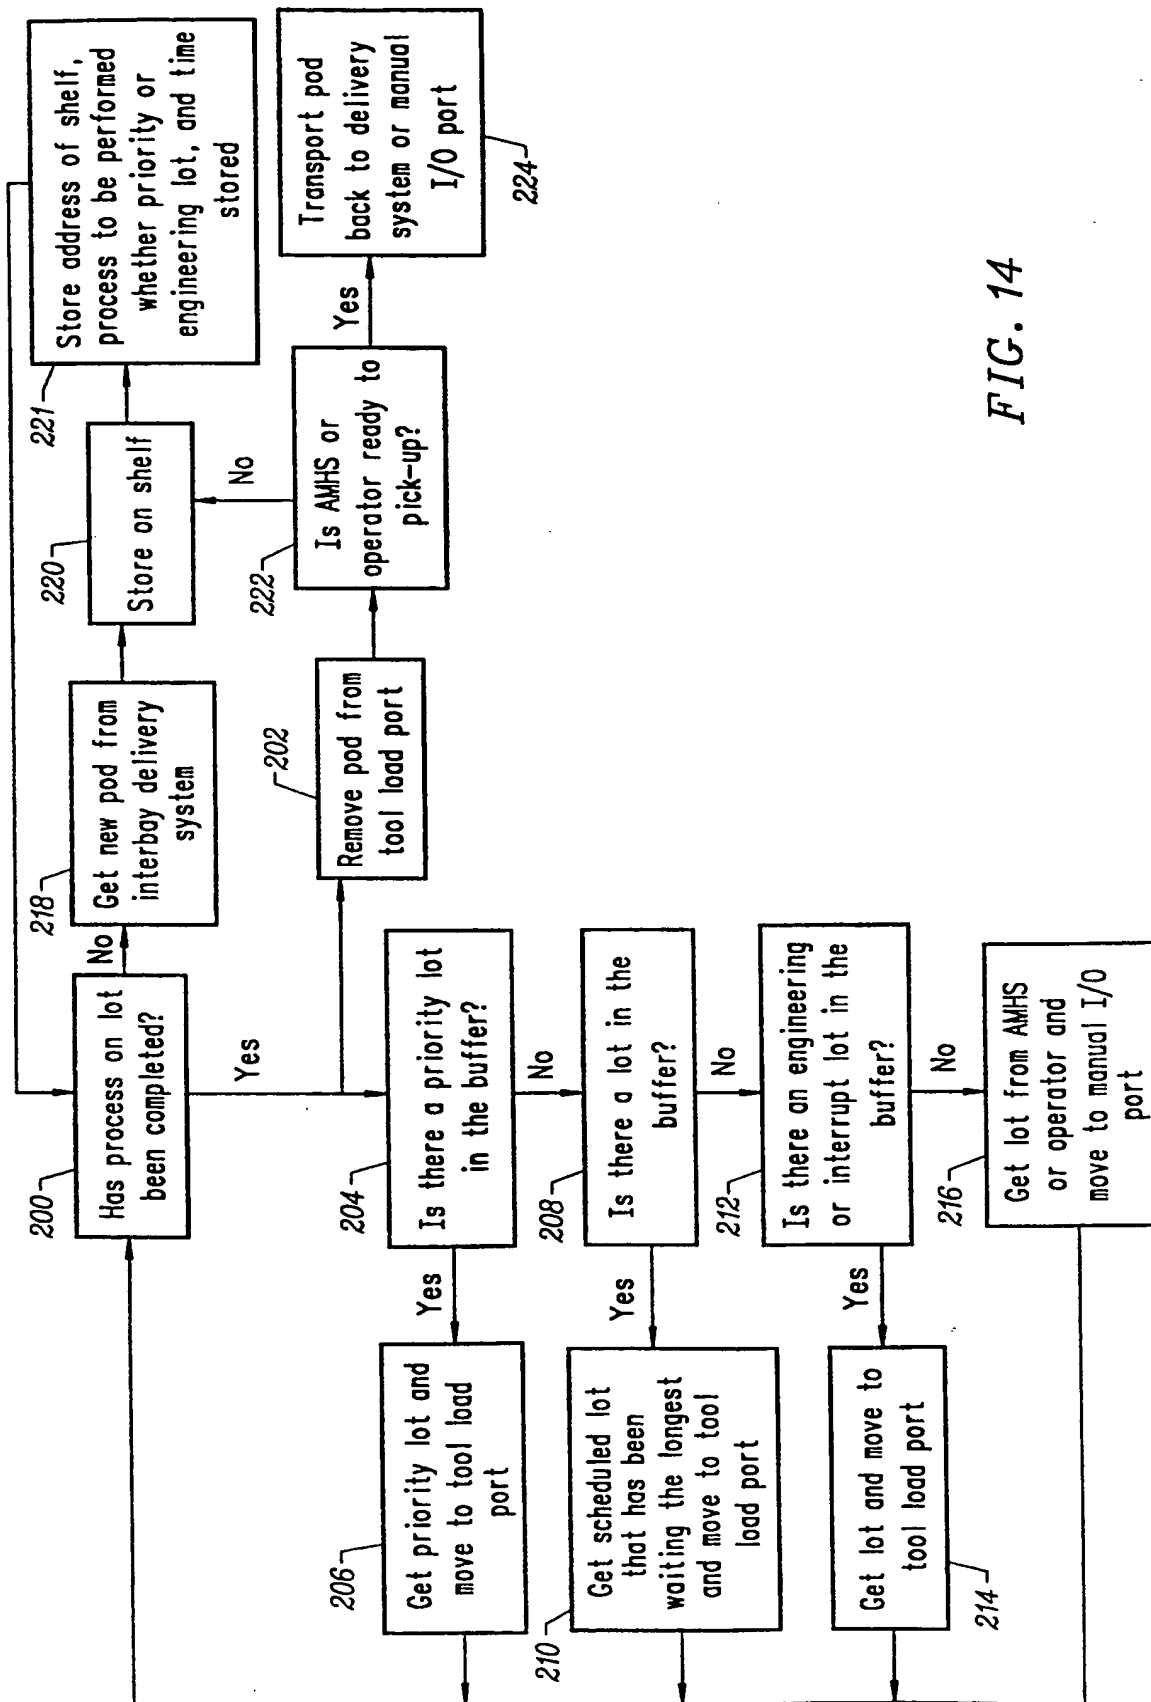 200
Has process on lot
been completed?
No
218
Get new pod from
interbay delivery
system
220
Store on shelf
221
Store address of shelf,
process to be performed
whether priority or
engineering lot, and time
stored
Yes
202
Remove pod from
tool load port
222
Is AMHS or
operator ready to
pick-up?
No
Yes
Transport pod
back to delivery
system or manual
I/O port
224
204
Is there a priority lot
in the buffer?
Yes
206
Get priority lot and
move to tool load
port
No
208
Is there a lot in the
buffer?
Yes
210
Get scheduled lot
that has been
waiting the longest
and move to tool
load port
No
212
Is there an engineering
or interrupt lot in the
buffer?
Yes
Get lot and move to
tool load port
214
No
216
Get lot from AMHS
or operator and
move to manual I/O
port
FIG. 14